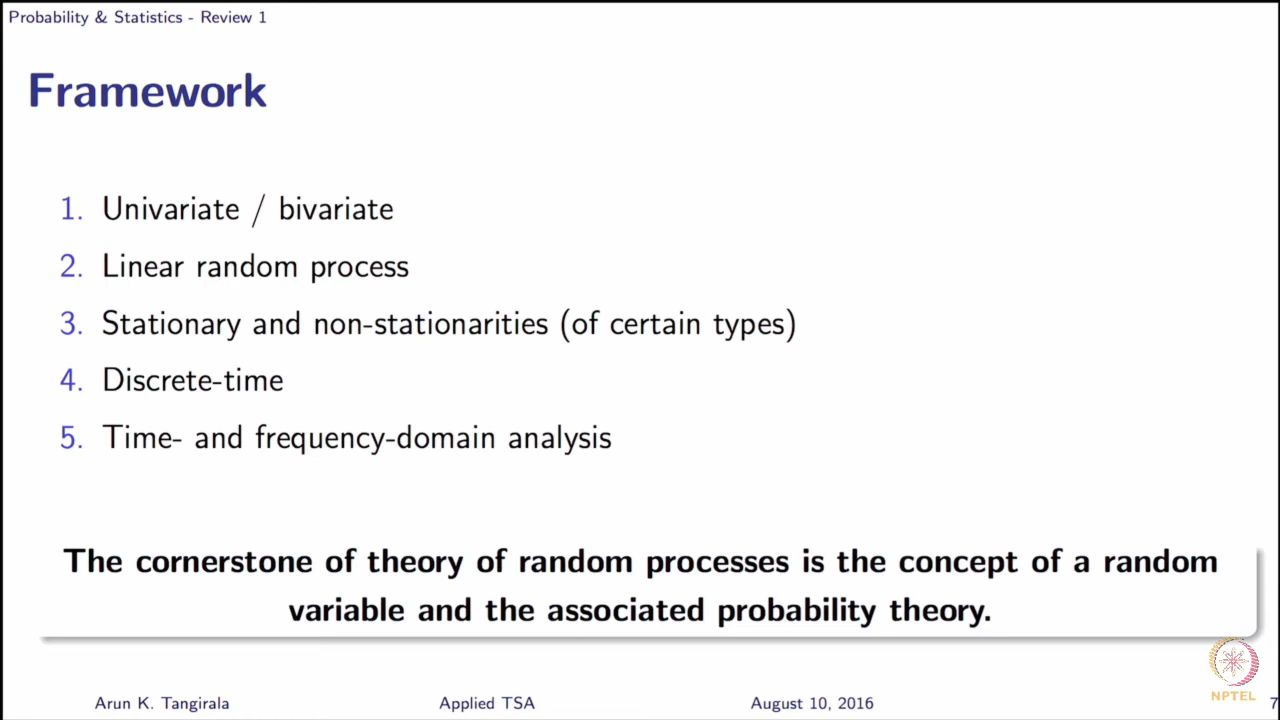 Probability & Statistics - Review 1
Framework
1. Univariate / bivariate
2. Linear random process
3. Stationary and non-stationarities (of certain types)
4. Discrete-time
5. Time- and frequency-domain analysis
The cornerstone of theory of random processes is the concept of a random
variable and the associated probability theory.
NPTEL
Arun K. Tangirala Applied TSA August 10, 2016 7